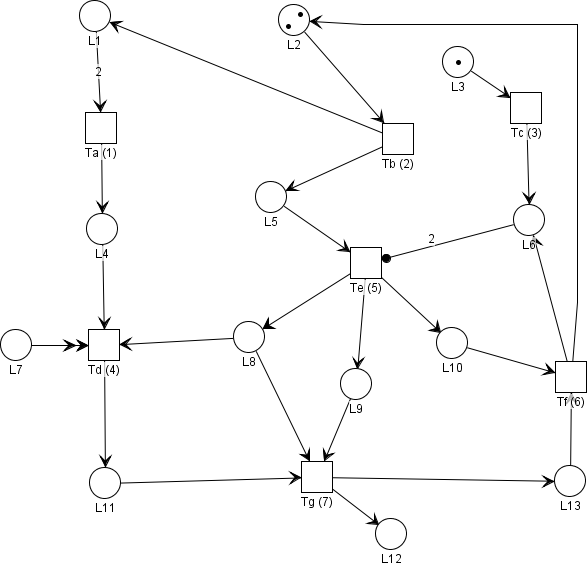 L1
L2
2
L3
Ta (1)
Tc (3)
Tb (2)
L5
L4
2
L6
Te (5)
L7
Td (4)
L8
L10
L9
Tf (6)
L11
Tg (7)
L13
L12